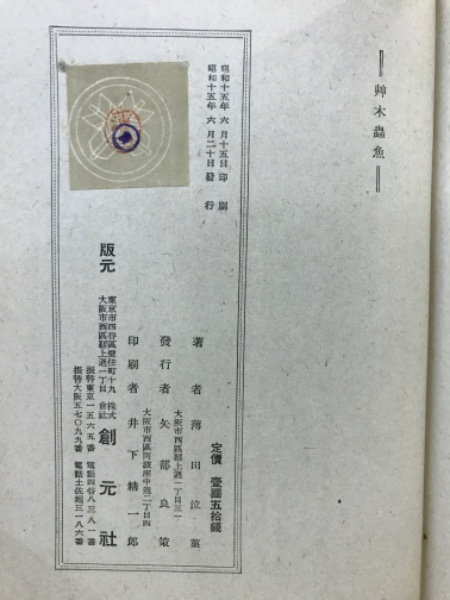 艸木蟲魚
昭和十五年六月十五日印刷
昭和十五年六月二十日發行
定價 壹圓五拾錢
著者 薄田泣菫
大阪市西區靱上通一丁目三一
發行者 矢部良策
大阪市西區阿波座中通二丁目四
印刷者 井下精一郎
版元
東京市四谷區愛住町十九
大阪市西區靱上通一丁目
株式會社 創元社
振替東京一五六五番 電話四谷八三八一番
振替大阪五七〇九九番 電話土佐堀三一八六番